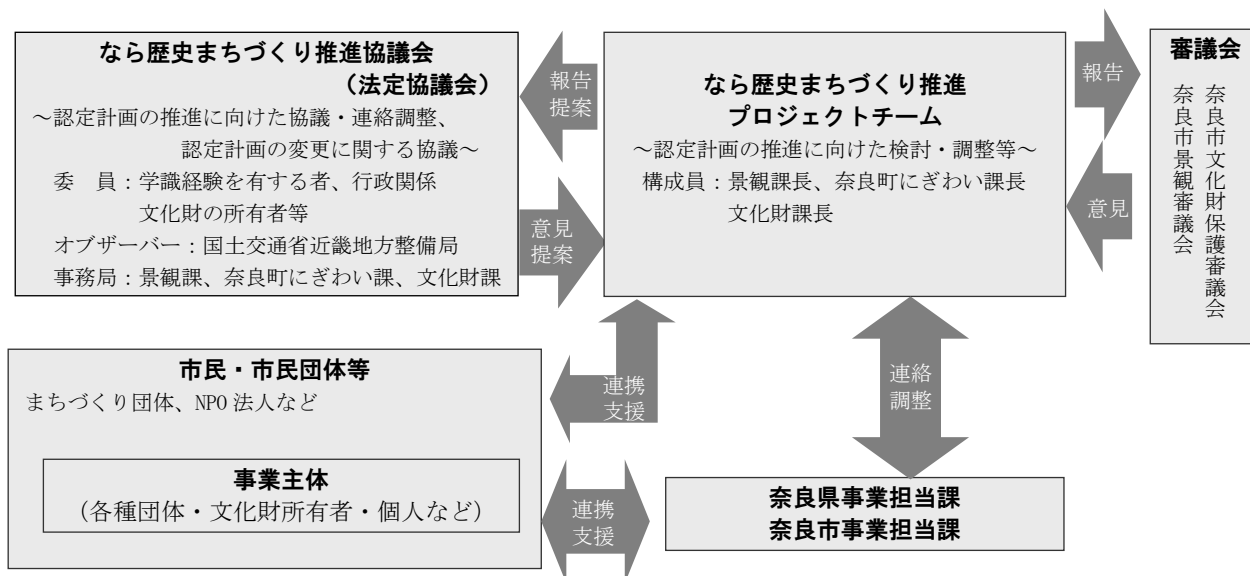 なら歴史まちづくり推進協議会
（法定協議会）
～認定計画の推進に向けた協議・連絡調整、
認定計画の変更に関する協議～
委　員：学識経験を有する者、行政関係
文化財の所有者等
オブザーバー：国土交通省近畿地方整備局
事務局：景観課、奈良町にぎわい課、文化財課
報告
提案
意見
提案
なら歴史まちづくり推進
プロジェクトチーム
～認定計画の推進に向けた検討・調整等～
構成員：景観課長、奈良町にぎわい課長
文化財課長
報告
意見
審議会
奈良市文化財保護審議会
奈良市景観審議会
市民・市民団体等
まちづくり団体、NPO 法人など
事業主体
（各種団体・文化財所有者・個人など）
連携
支援
連携
支援
連絡
調整
奈良県事業担当課
奈良市事業担当課